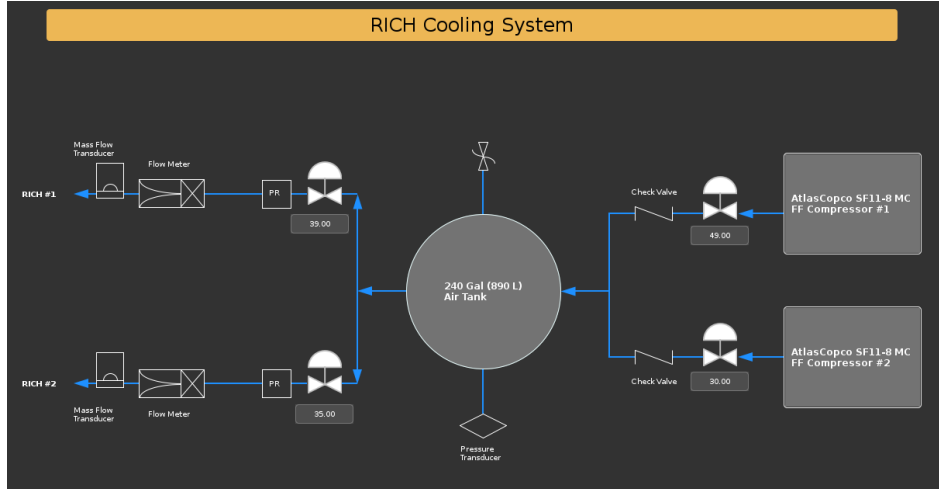 RICH Cooling System
Mass Flow
Transducer
Flow Meter
RICH #1
PR
39.00
Check Valve
49.00
AtlasCopco SF11-8 MC
FF Compressor #1
240 Gal (890 L)
Air Tank
RICH #2
Mass Flow
Transducer
Flow Meter
PR
35.00
Check Valve
30.00
AtlasCopco SF11-8 MC
FF Compressor #2
Pressure
Transducer